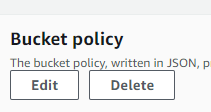 Bucket policy
The bucket policy, written in JSON, p
Edit
Delete